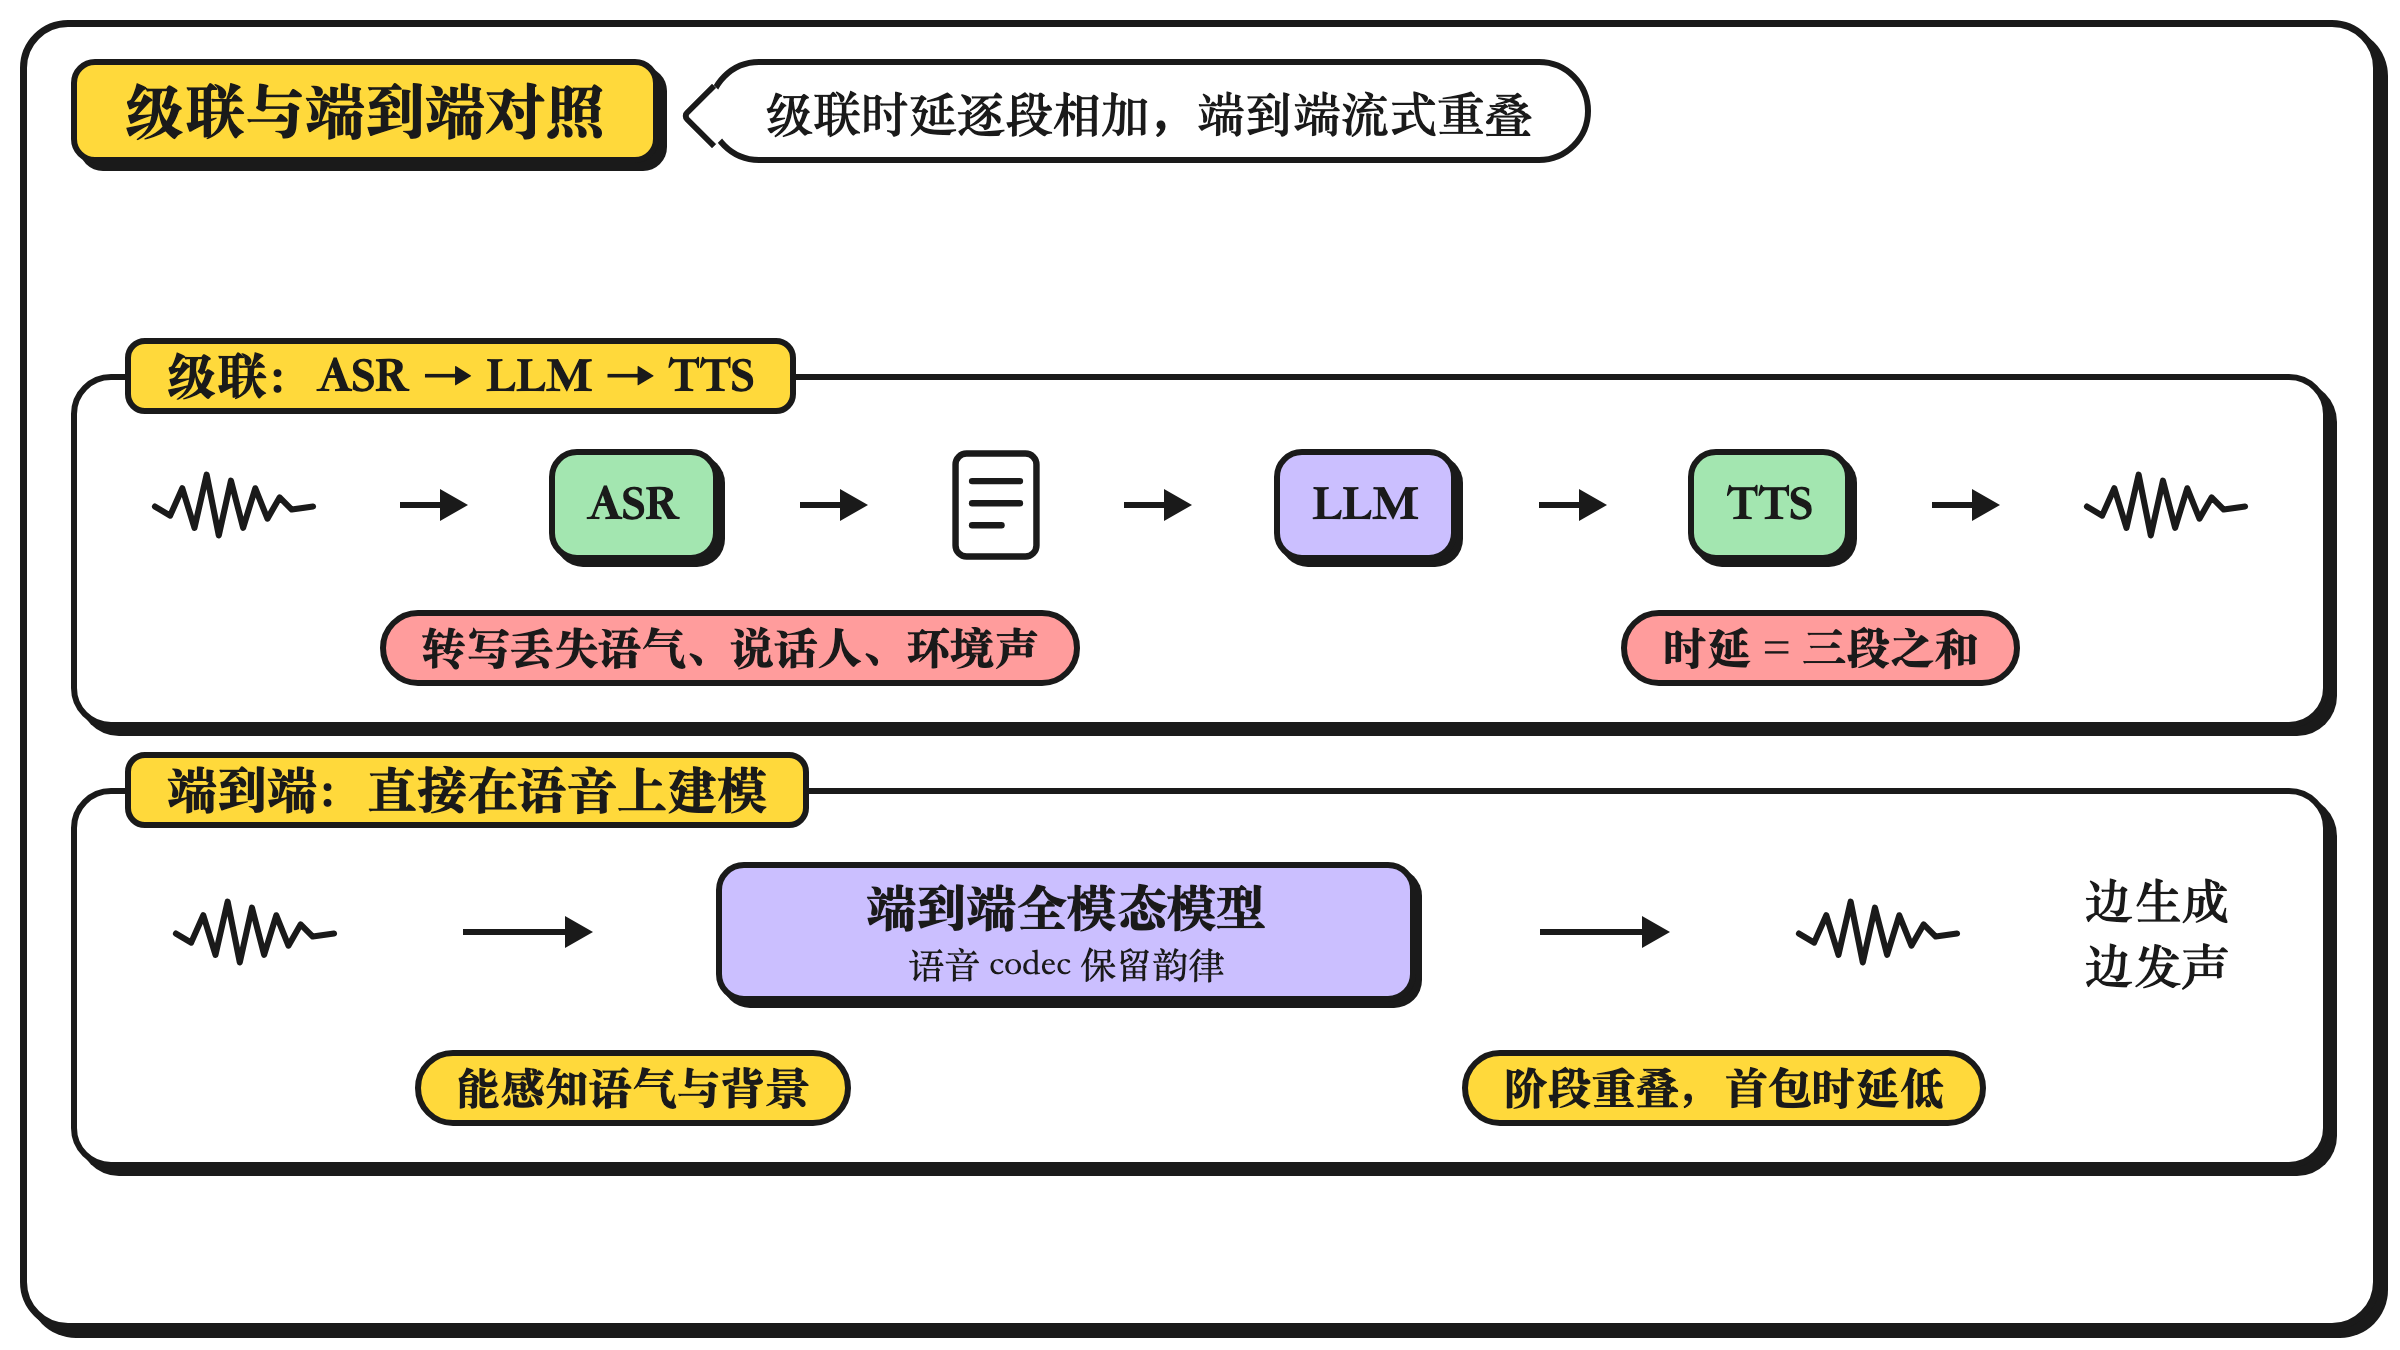 级联与端到端对照
级联时延逐段相加，端到端流式重叠
级联：ASR → LLM → TTS
ASR
LLM
TTS
转写丢失语气、说话人、环境声
时延 = 三段之和
端到端：直接在语音上建模
端到端全模态模型
语音 codec 保留韵律
边生成
边发声
能感知语气与背景
阶段重叠，首包时延低